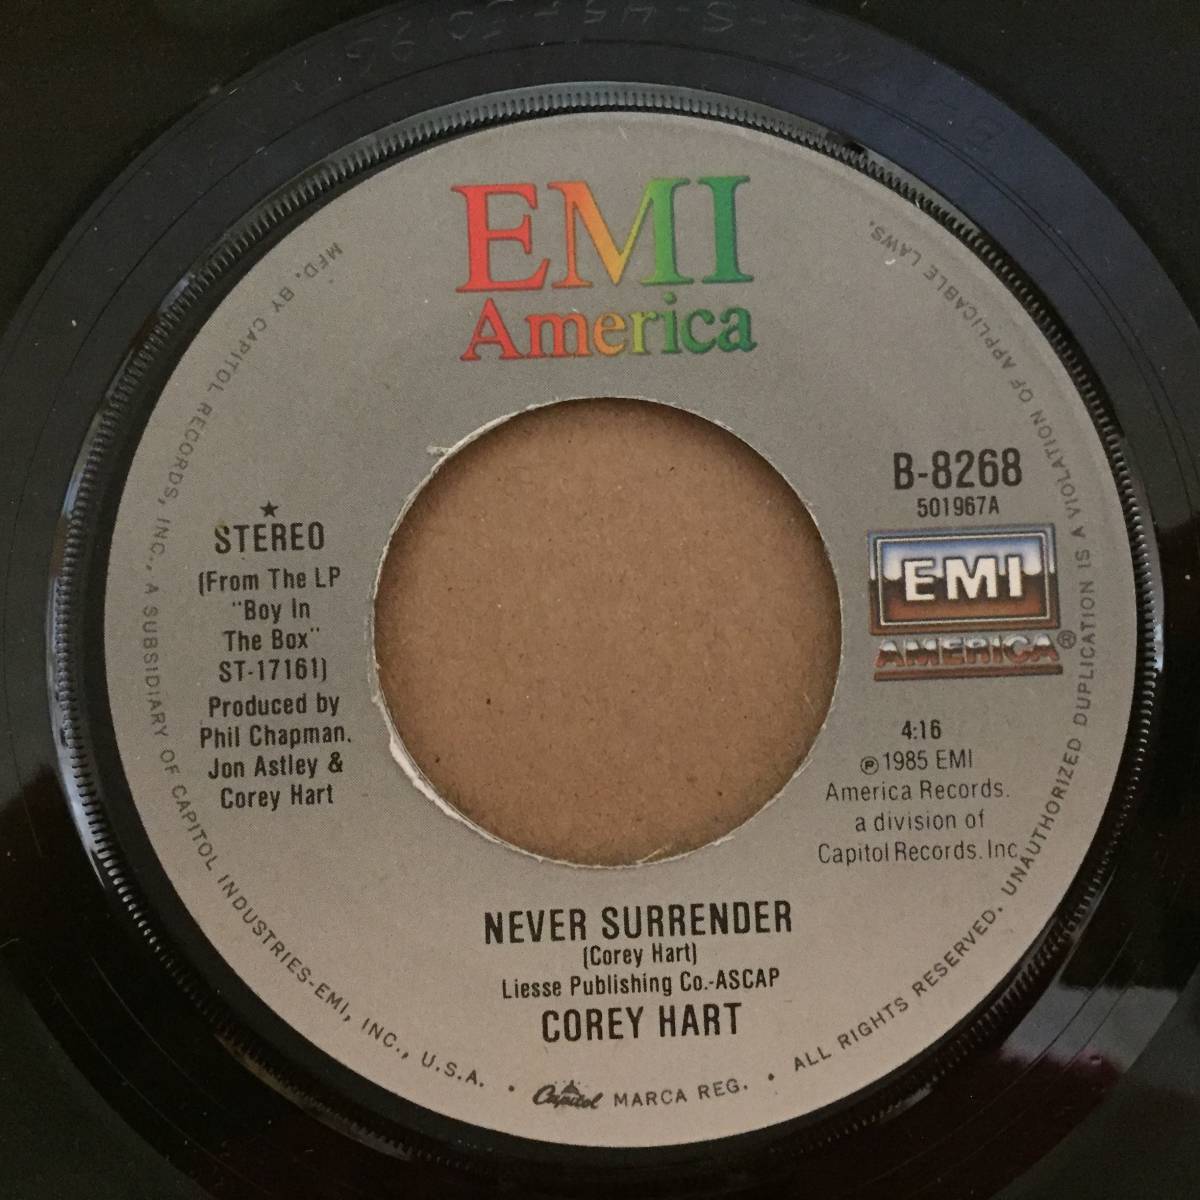 EMI
America
B-8268
501967A
EMI
AMERICA®
★
STEREO
(From The LP
"Boy In
The Box"
ST-17161)
Produced by
Phil Chapman.
Jon Astley &
Corey Hart
4:16
℗ 1985 EMI
America Records.
a division of
Capitol Records. Inc.
NEVER SURRENDER
(Corey Hart)
Liesse Publishing Co.-ASCAP
COREY HART
MFD. BY CAPITOL RECORDS, INC., A SUBSIDIARY OF CAPITOL INDUSTRIES-EMI, INC., U.S.A. • Capitol MARCA REG. • ALL RIGHTS RESERVED. UNAUTHORIZED DUPLICATION IS A VIOLATION OF APPLICABLE LAWS.